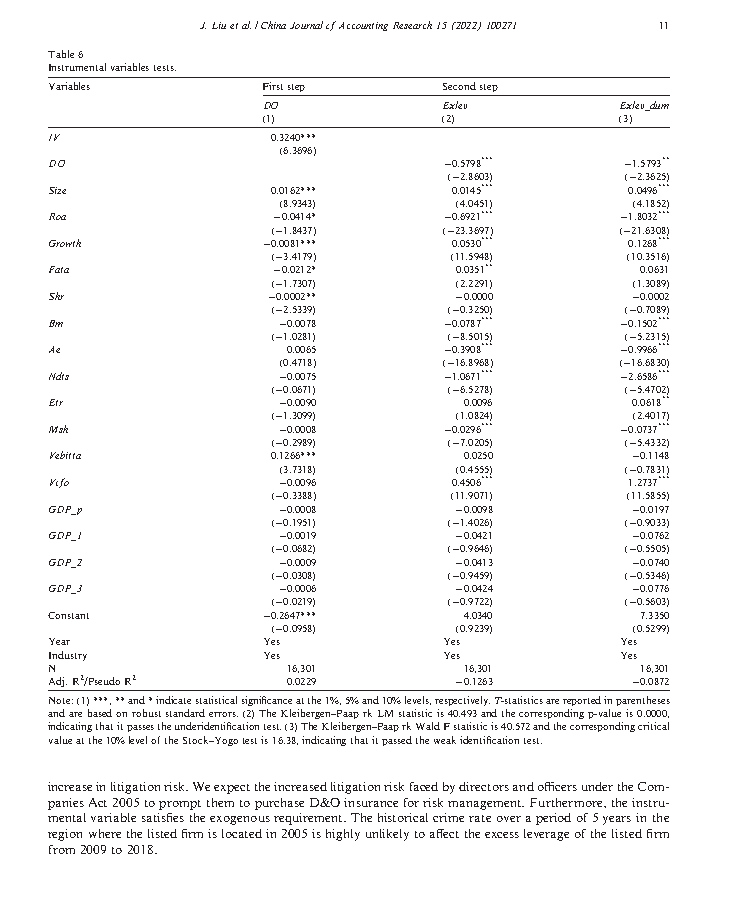 J. Liu et al. / China Journal of Accounting Research 15 (2022) 100271 11
Table 6
Instrumental variables tests.
Variables First step Second step
DO Exlev Exlev_dum
(1) (2) (3)
IV 0.3240***
(6.3696)
DO −0.5798*** −1.5793**
(−2.8603) (−2.3625)
Size 0.0162*** 0.0145*** 0.0496***
(8.9343) (4.0451) (4.1852)
Roa −0.0414* −0.6921*** −1.8032***
(−1.8437) (−23.3697) (−21.6308)
Growth −0.0081*** 0.0530*** 0.1268***
(−3.4179) (11.5948) (10.3516)
Fata −0.0212* 0.0351** 0.0631
(−1.7307) (2.2291) (1.3089)
Shr −0.0002** −0.0000 −0.0002
(−2.5339) (−0.3250) (−0.7089)
Bm −0.0078 −0.0787*** −0.1502***
(−1.0281) (−8.5015) (−5.2315)
Ae 0.0065 −0.3908*** −0.9966***
(0.4718) (−16.8968) (−16.6830)
Ndts −0.0075 −1.0671*** −2.6586***
(−0.0671) (−6.5278) (−5.4702)
Etr −0.0090 0.0096 0.0618**
(−1.3099) (1.0824) (2.4017)
Msh −0.0008 −0.0296*** −0.0737***
(−0.2989) (−7.0205) (−5.4332)
Vebitta 0.1266*** 0.0250 −0.1148
(3.7318) (0.4555) (−0.7831)
Vcfo −0.0096 0.4506*** 1.2737***
(−0.3388) (11.9071) (11.5855)
GDP_p −0.0008 −0.0098 −0.0197
(−0.1951) (−1.4026) (−0.9033)
GDP_1 −0.0019 −0.0421 −0.0762
(−0.0682) (−0.9646) (−0.5505)
GDP_2 −0.0009 −0.0413 −0.0740
(−0.0308) (−0.9459) (−0.5346)
GDP_3 −0.0006 −0.0424 −0.0776
(−0.0219) (−0.9722) (−0.5603)
Constant −0.2647*** 4.0340 7.3350
(−0.0958) (0.9239) (0.5299)
Year Yes Yes Yes
Industry Yes Yes Yes
N 16,301 16,301 16,301
Adj. R²/Pseudo R² 0.0229 −0.1263 −0.0872
Note: (1) ***, ** and * indicate statistical significance at the 1%, 5% and 10% levels, respectively. T-statistics are reported in parentheses
and are based on robust standard errors. (2) The Kleibergen–Paap rk LM statistic is 40.493 and the corresponding p-value is 0.0000,
indicating that it passes the underidentification test. (3) The Kleibergen–Paap rk Wald F statistic is 40.572 and the corresponding critical
value at the 10% level of the Stock–Yogo test is 16.38, indicating that it passed the weak identification test.
increase in litigation risk. We expect the increased litigation risk faced by directors and officers under the Com-
panies Act 2005 to prompt them to purchase D&O insurance for risk management. Furthermore, the instru-
mental variable satisfies the exogenous requirement. The historical crime rate over a period of 5 years in the
region where the listed firm is located in 2005 is highly unlikely to affect the excess leverage of the listed firm
from 2009 to 2018.